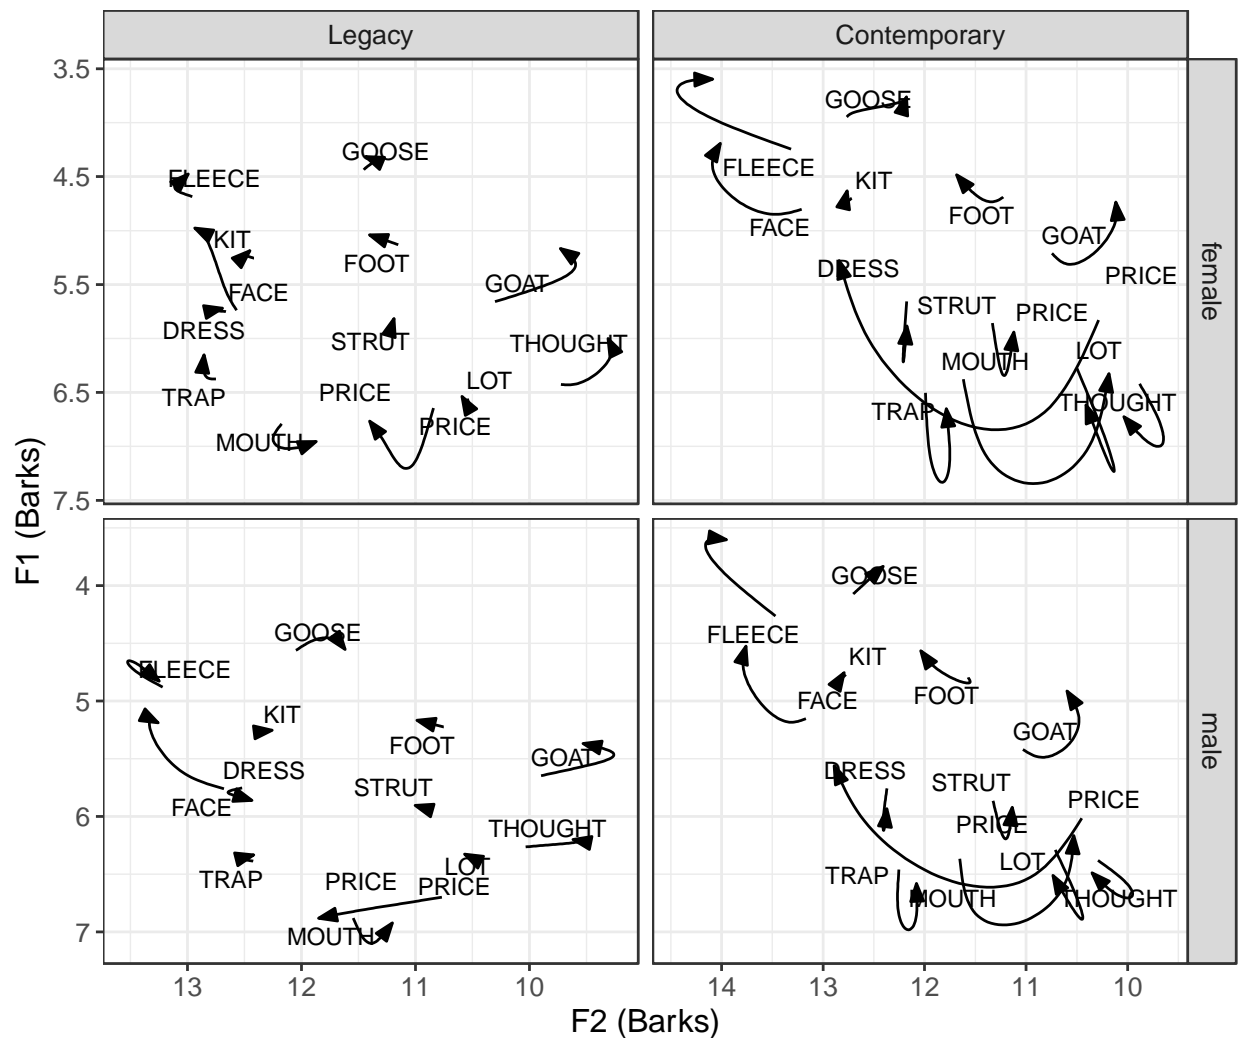 Legacy
Contemporary
3.5
4.5
5.5
6.5
7.5
F1 (Barks)
GOOSE
FLEECE
KIT
FOOT
GOAT
FACE
DRESS
STRUT
THOUGHT
TRAP
PRICE
LOT
PRICE
MOUTH
GOOSE
FLEECE
KIT
FACE
FOOT
GOAT
DRESS
PRICE
STRUT
PRICE
MOUTH
LOT
TRAP
THOUGHT
female
4
5
6
7
GOOSE
FLEECE
KIT
FOOT
GOAT
DRESS
STRUT
FACE
THOUGHT
TRAP
LOT
PRICE
PRICE
MOUTH
GOOSE
FLEECE
KIT
FACE
FOOT
GOAT
DRESS
STRUT
PRICE
PRICE
LOT
TRAP
MOUTH
THOUGHT
male
13
12
11
10
14
13
12
11
10
F2 (Barks)